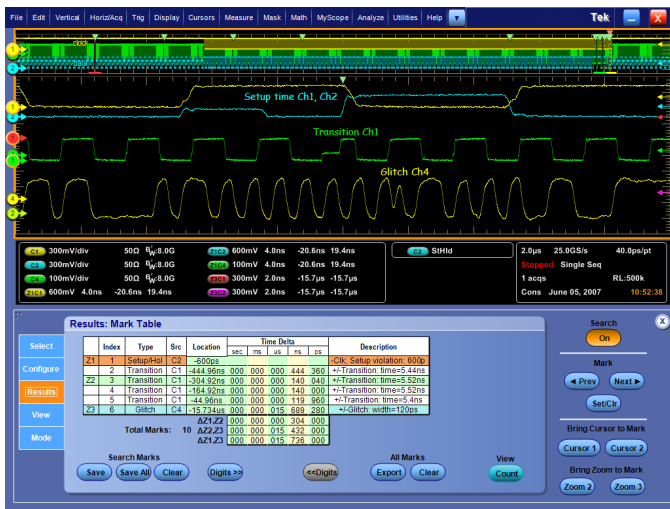 File Edit Vertical Horiz/Acq Trig Display Cursors Measure Mask Math MyScope Analyze Utilities Help Tek X
clock
data
Setup time Ch1, Ch2
Transition Ch1
Glitch Ch4
C1 300mV/div 50Ω BW:8.0G Z1C2 600mV 4.0ns -20.6ns 19.4ns C2 StHld 2.0µs 25.0GS/s 40.0ps/pt
C2 300mV/div 50Ω BW:8.0G Z1C4 100mV 4.0ns -20.6ns 19.4ns Stopped Single Seq
C4 100mV/div 50Ω BW:8.0G Z3C1 300mV 2.0ns -15.7µs -15.7µs 1 acqs RL:500k
Z1C1 600mV 4.0ns -20.6ns 19.4ns Z3C2 300mV 2.0ns -15.7µs -15.7µs Cons June 05, 2007 10:52:38
Results: Mark Table
Select
Configure
Results
View
Mode
Index Type Src Location Time Delta Description
sec. ms us ns ps
Z1 1 Setup/Hol C2 -600ps -Clk; Setup violation: 600p
2 Transition C1 -444.96ns 000 000 000 444 360 +/-Transition: time=5.44ns
Z2 3 Transition C1 -304.92ns 000 000 000 140 040 +/-Transition: time=5.52ns
4 Transition C1 -164.92ns 000 000 000 140 000 +/-Transition: time=5.52ns
5 Transition C1 -44.96ns 000 000 000 119 960 +/-Transition: time=5.4ns
Z3 6 Glitch C4 -15.734us 000 000 015 689 280 +/-Glitch: width=120ps
ΔZ1.Z2 000 000 000 304 000
Total Marks: 10 ΔZ2.Z3 000 000 015 432 000
ΔZ1.Z3 000 000 015 736 000
Search Marks
Save Save All Clear Digits >> <<Digits
All Marks
Export Clear
View
Count
Search
On
Mark
Prev Next
Set/Clr
Bring Cursor to Mark
Cursor 1 Cursor 2
Bring Zoom to Mark
Zoom 2 Zoom 3
X